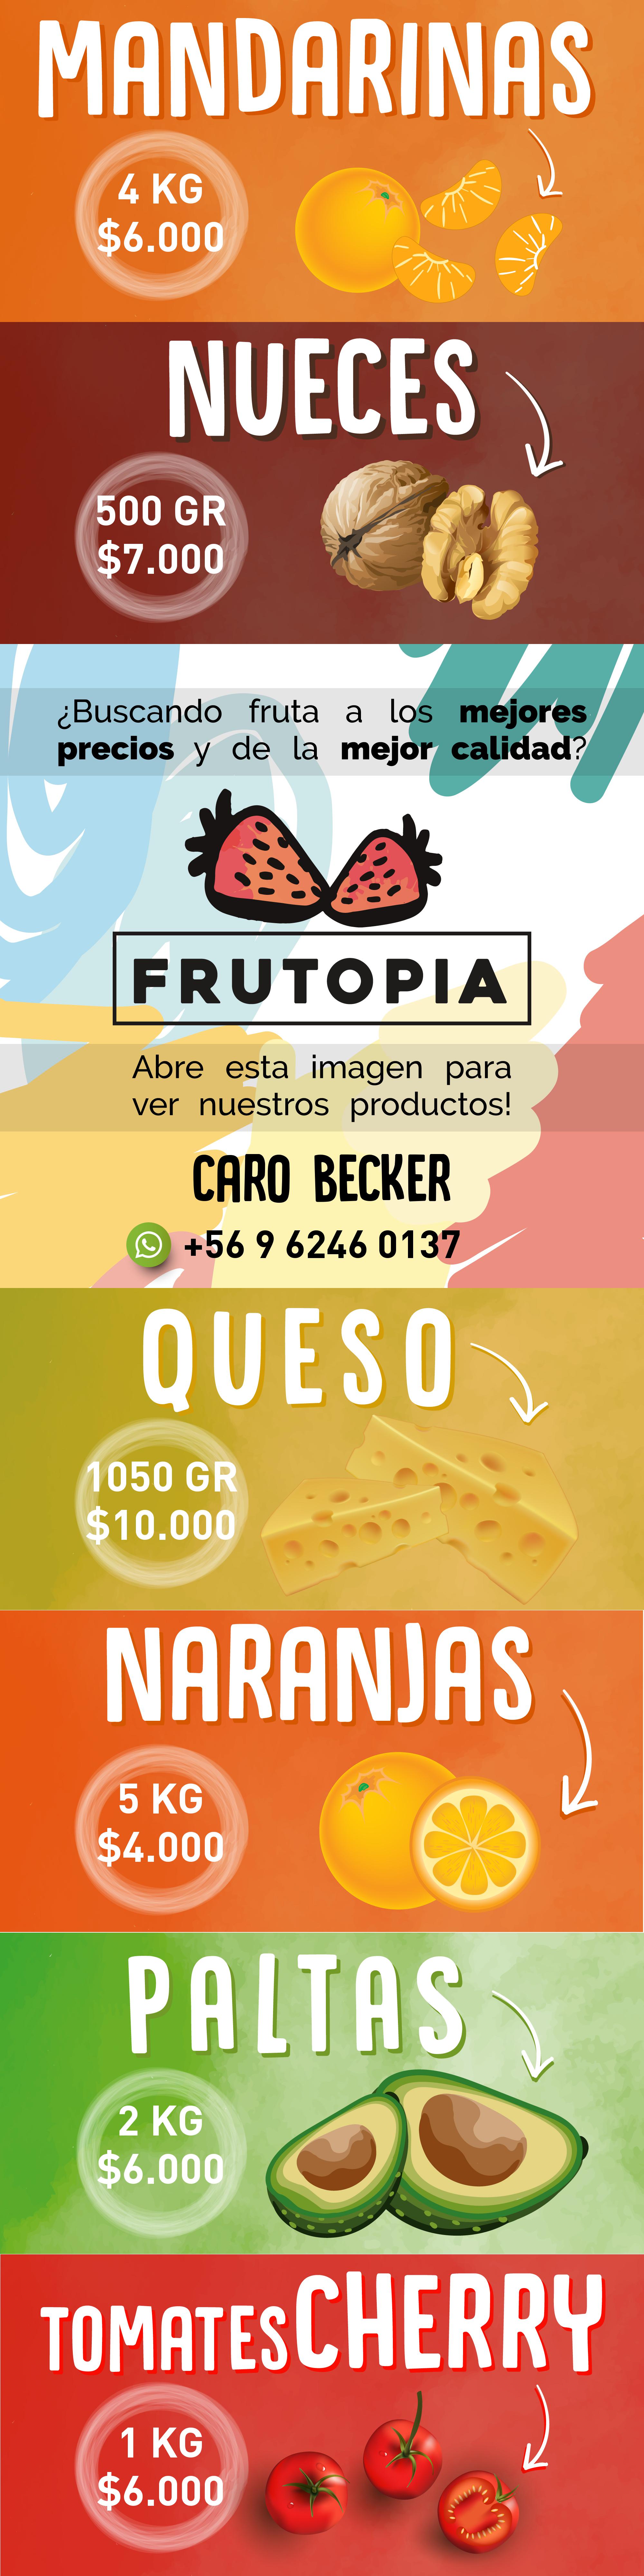 MANDARINAS
4 KG
$6.000
NUECES
500 GR
$7.000
¿Buscando fruta a los mejores
precios y de la mejor calidad?
FRUTOPIA
Abre esta imagen para
ver nuestros productos!
CARO BECKER
+56 9 6246 0137
QUESO
1050 GR
$10.000
NARANJAS
5 KG
$4.000
PALTAS
2 KG
$6.000
TOMATES CHERRY
1 KG
$6.000